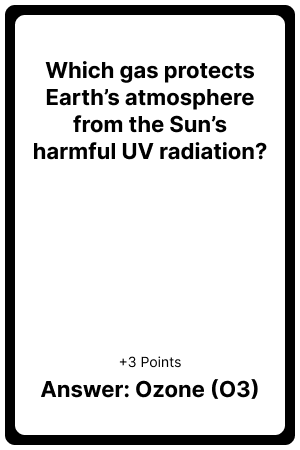 Which gas protects
Earth’s atmosphere
from the Sun’s
harmful UV radiation?
+3 Points
Answer: Ozone (O3)